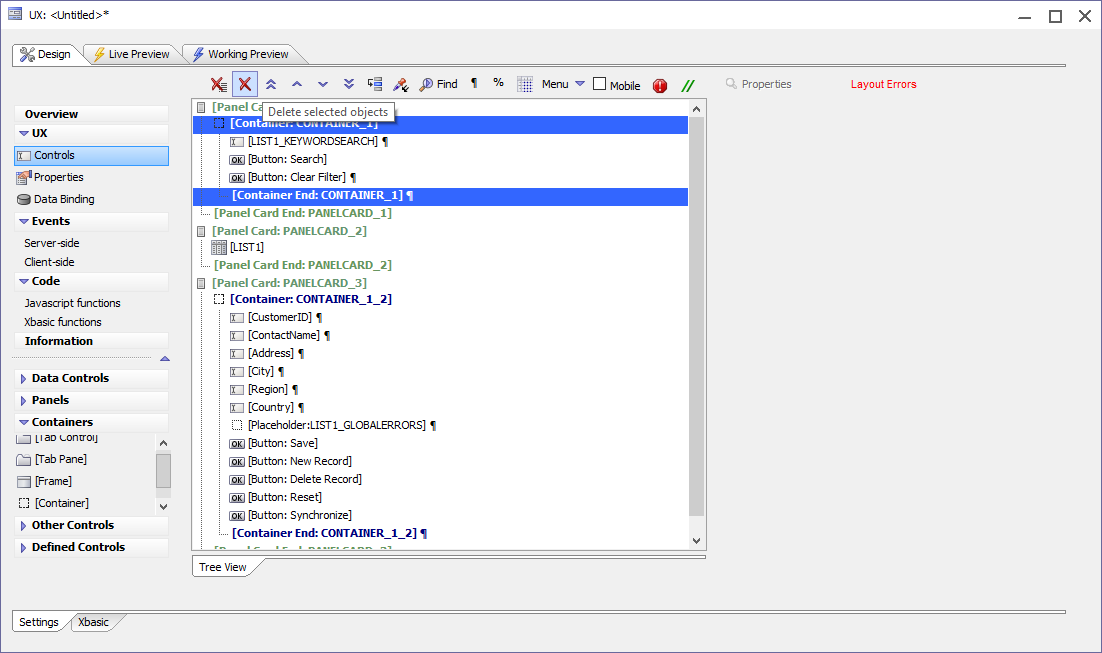 UX: <Untitled>*
Design
Live Preview
Working Preview
Find
¶
%
Menu
Mobile
Properties
Layout Errors
Delete selected objects
Overview
UX
Controls
Properties
Data Binding
Events
Server-side
Client-side
Code
Javascript functions
Xbasic functions
Information
Data Controls
Panels
Containers
[Tab Control]
[Tab Pane]
[Frame]
[Container]
Other Controls
Defined Controls
[Panel Ca
[Container: CONTAINER_1]
[LIST1_KEYWORDSEARCH] ¶
OK [Button: Search]
OK [Button: Clear Filter] ¶
[Container End: CONTAINER_1] ¶
[Panel Card End: PANELCARD_1]
[Panel Card: PANELCARD_2]
[LIST1]
[Panel Card End: PANELCARD_2]
[Panel Card: PANELCARD_3]
[Container: CONTAINER_1_2]
[CustomerID] ¶
[ContactName] ¶
[Address] ¶
[City] ¶
[Region] ¶
[Country] ¶
[Placeholder:LIST1_GLOBALERRORS] ¶
OK [Button: Save]
OK [Button: New Record]
OK [Button: Delete Record]
OK [Button: Reset]
OK [Button: Synchronize]
[Container End: CONTAINER_1_2] ¶
[Panel Card End: PANELCARD_3]
Tree View
Settings
Xbasic